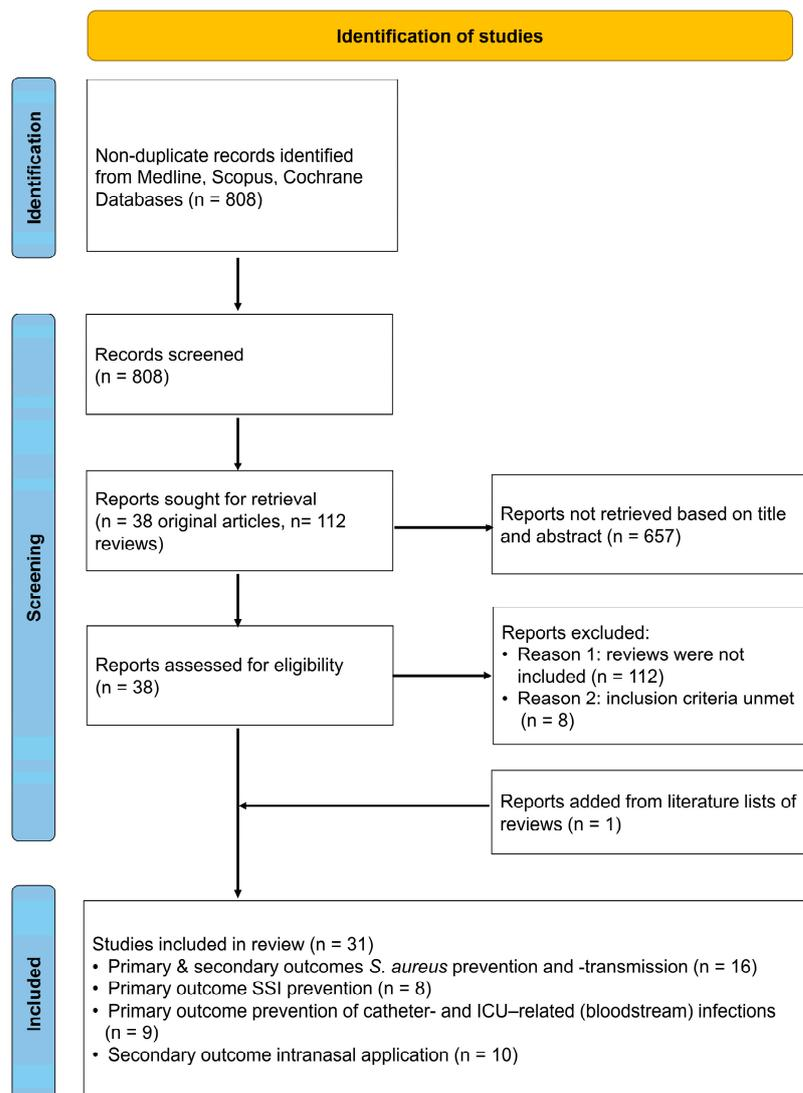 Identification of studies
Identification
Non-duplicate records identified
from Medline, Scopus, Cochrane
Databases (n = 808)
Screening
Records screened
(n = 808)
Reports sought for retrieval
(n = 38 original articles, n= 112
reviews)
Reports not retrieved based on title
and abstract (n = 657)
Reports assessed for eligibility
(n = 38)
Reports excluded:
• Reason 1: reviews were not
included (n = 112)
• Reason 2: inclusion criteria unmet
(n = 8)
Reports added from literature lists of
reviews (n = 1)
Included
Studies included in review (n = 31)
• Primary & secondary outcomes S. aureus prevention and -transmission (n = 16)
• Primary outcome SSI prevention (n = 8)
• Primary outcome prevention of catheter- and ICU–related (bloodstream) infections
(n = 9)
• Secondary outcome intranasal application (n = 10)